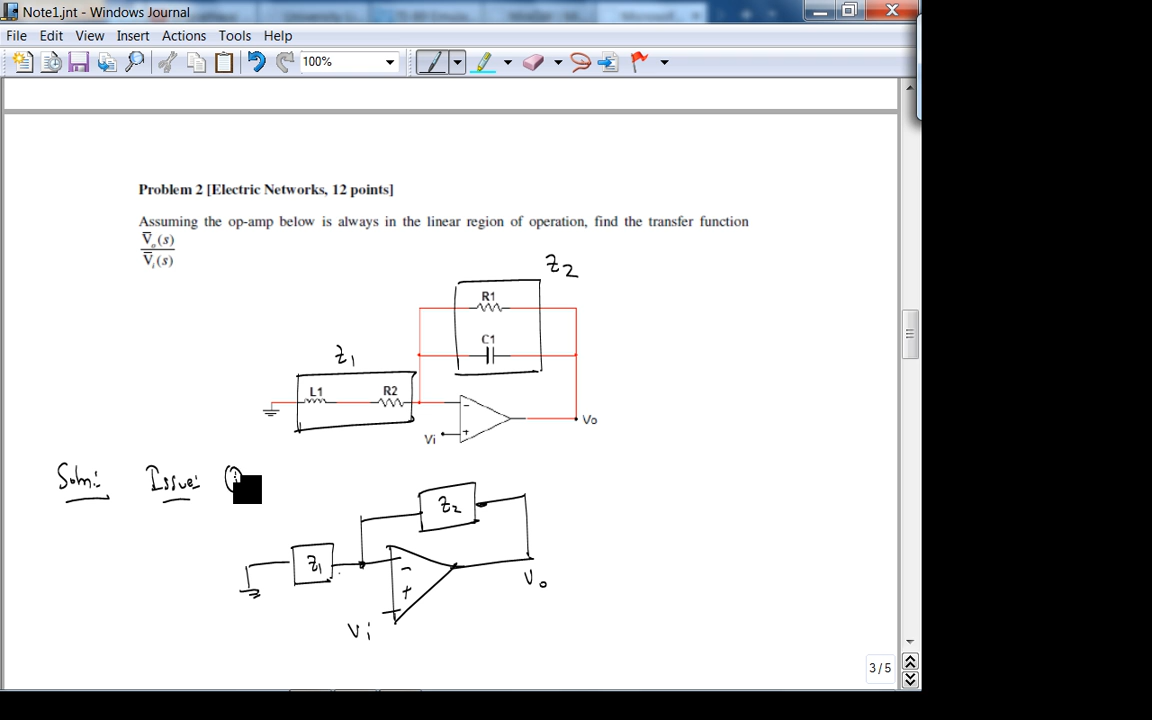 Note1.jnt - Windows Journal
File Edit View Insert Actions Tools Help
100%
Problem 2 [Electric Networks, 12 points]
Assuming the op-amp below is always in the linear region of operation, find the transfer function
V̅o(s)
V̅i(s)
Z2
R1
C1
Z1
L1 R2
-
+
Vi
Vo
Soln: Issue:
Z2
Z1
-
+
Vo
Vi
3/5